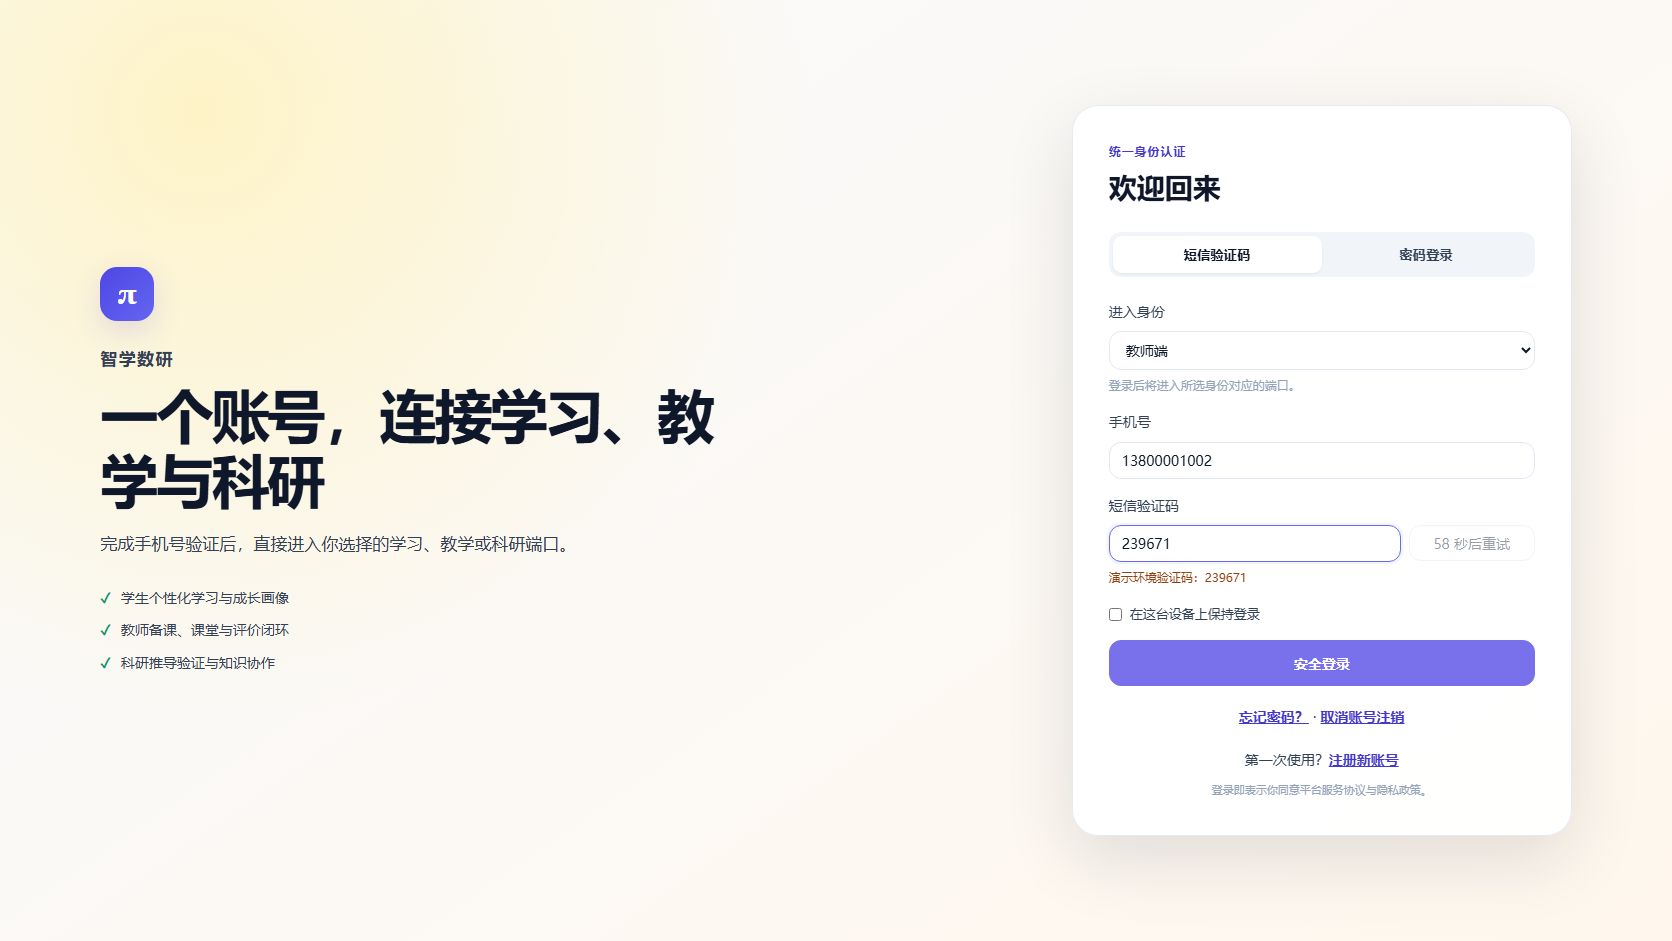 π
智学数研
一个账号，连接学习、教
学与科研
完成手机号验证后，直接进入你选择的学习、教学或科研端口。
✓ 学生个性化学习与成长画像
✓ 教师备课、课堂与评价闭环
✓ 科研推导验证与知识协作
统一身份认证
欢迎回来
短信验证码 密码登录
进入身份
教师端
登录后将进入所选身份对应的端口。
手机号
13800001002
短信验证码
239671 58 秒后重试
演示环境验证码：239671
在这台设备上保持登录
安全登录
忘记密码？ · 取消账号注销
第一次使用？注册新账号
登录即表示你同意平台服务协议与隐私政策。